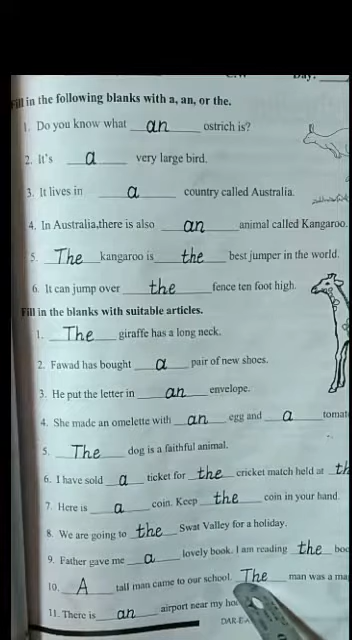 C.W Day:
Fill in the following blanks with a, an, or the.
1. Do you know what an ostrich is?
2. It's a very large bird.
3. It lives in a country called Australia.
4. In Australia,there is also an animal called Kangaroo.
5. The kangaroo is the best jumper in the world.
6. It can jump over the fence ten foot high.
Fill in the blanks with suitable articles.
1. The giraffe has a long neck.
2. Fawad has bought a pair of new shoes.
3. He put the letter in an envelope.
4. She made an omelette with an egg and a tomat
5. The dog is a faithful animal.
6. I have sold a ticket for the cricket match held at th
7. Here is a coin. Keep the coin in your hand.
8. We are going to the Swat Valley for a holiday.
9. Father gave me a lovely book. I am reading the boo
10. A tall man came to our school. The man was a ma
11. There is an airport near my ho